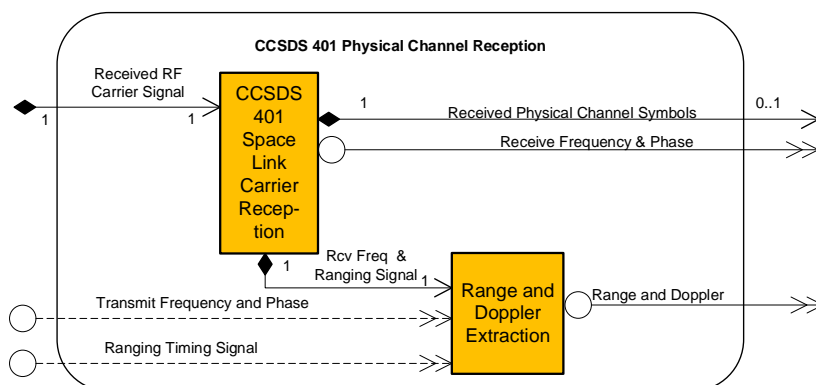 CCSDS 401 Physical Channel Reception
Received RF
Carrier Signal
1
1
CCSDS
401
Space
Link
Carrier
Recep-
tion
1
0..1
Received Physical Channel Symbols
Receive Frequency & Phase
1
Rcv Freq &
Ranging Signal
1
Transmit Frequency and Phase
Ranging Timing Signal
Range and
Doppler
Extraction
Range and Doppler